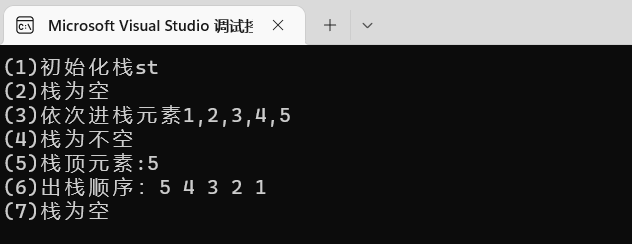 Microsoft Visual Studio 调试
(1)初始化栈st
(2)栈为空
(3)依次进栈元素1,2,3,4,5
(4)栈为不空
(5)栈顶元素:5
(6)出栈顺序: 5 4 3 2 1
(7)栈为空